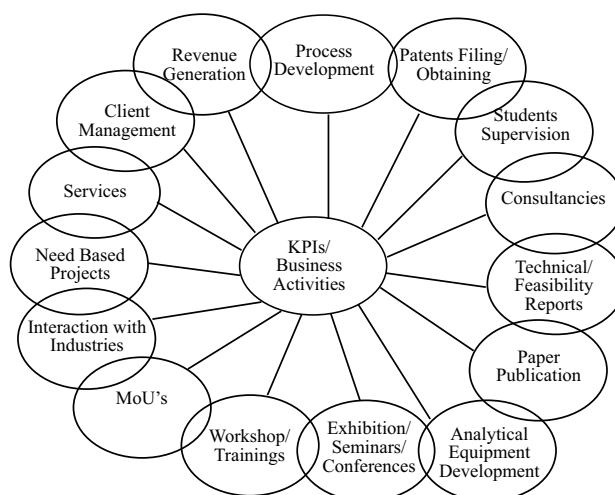 Revenue
Generation
Process
Development
Patents Filing/
Obtaining
Students
Supervision
Consultancies
Technical/
Feasibility
Reports
Paper
Publication
Analytical
Equipment
Development
Exhibition/
Seminars/
Conferences
Workshop/
Trainings
MoU's
Interaction with
Industries
Need Based
Projects
Services
Client
Management
KPIs/
Business
Activities